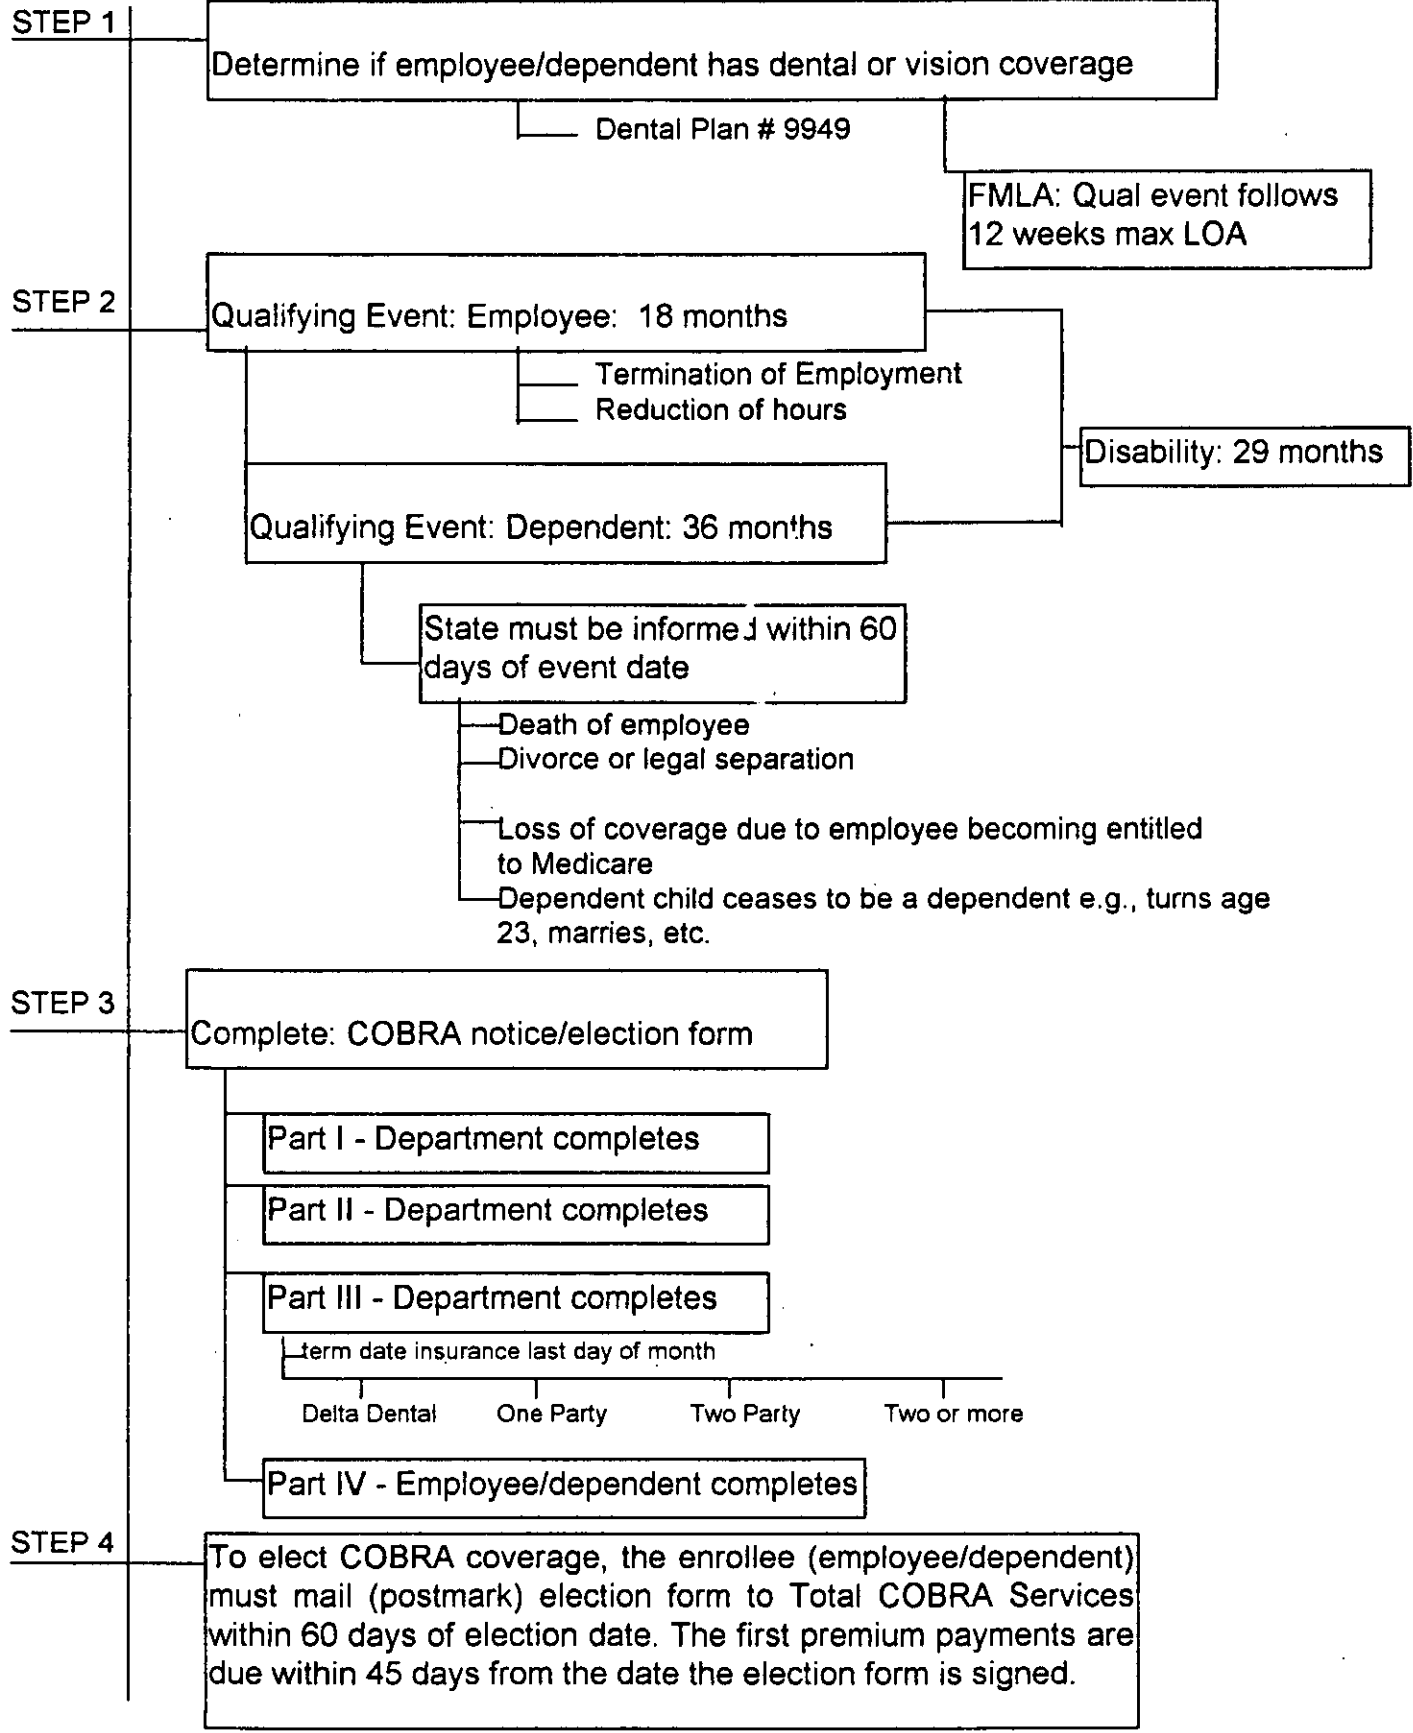 STEP 1
Determine if employee/dependent has dental or vision coverage
Dental Plan # 9949
FMLA: Qual event follows
12 weeks max LOA
STEP 2
Qualifying Event: Employee: 18 months
Termination of Employment
Reduction of hours
Disability: 29 months
Qualifying Event: Dependent: 36 months
State must be informed within 60
days of event date
Death of employee
Divorce or legal separation
Loss of coverage due to employee becoming entitled
to Medicare
Dependent child ceases to be a dependent e.g., turns age
23, marries, etc.
STEP 3
Complete: COBRA notice/election form
Part I - Department completes
Part II - Department completes
Part III - Department completes
term date insurance last day of month
Delta Dental One Party Two Party Two or more
Part IV - Employee/dependent completes
STEP 4
To elect COBRA coverage, the enrollee (employee/dependent)
must mail (postmark) election form to Total COBRA Services
within 60 days of election date. The first premium payments are
due within 45 days from the date the election form is signed.